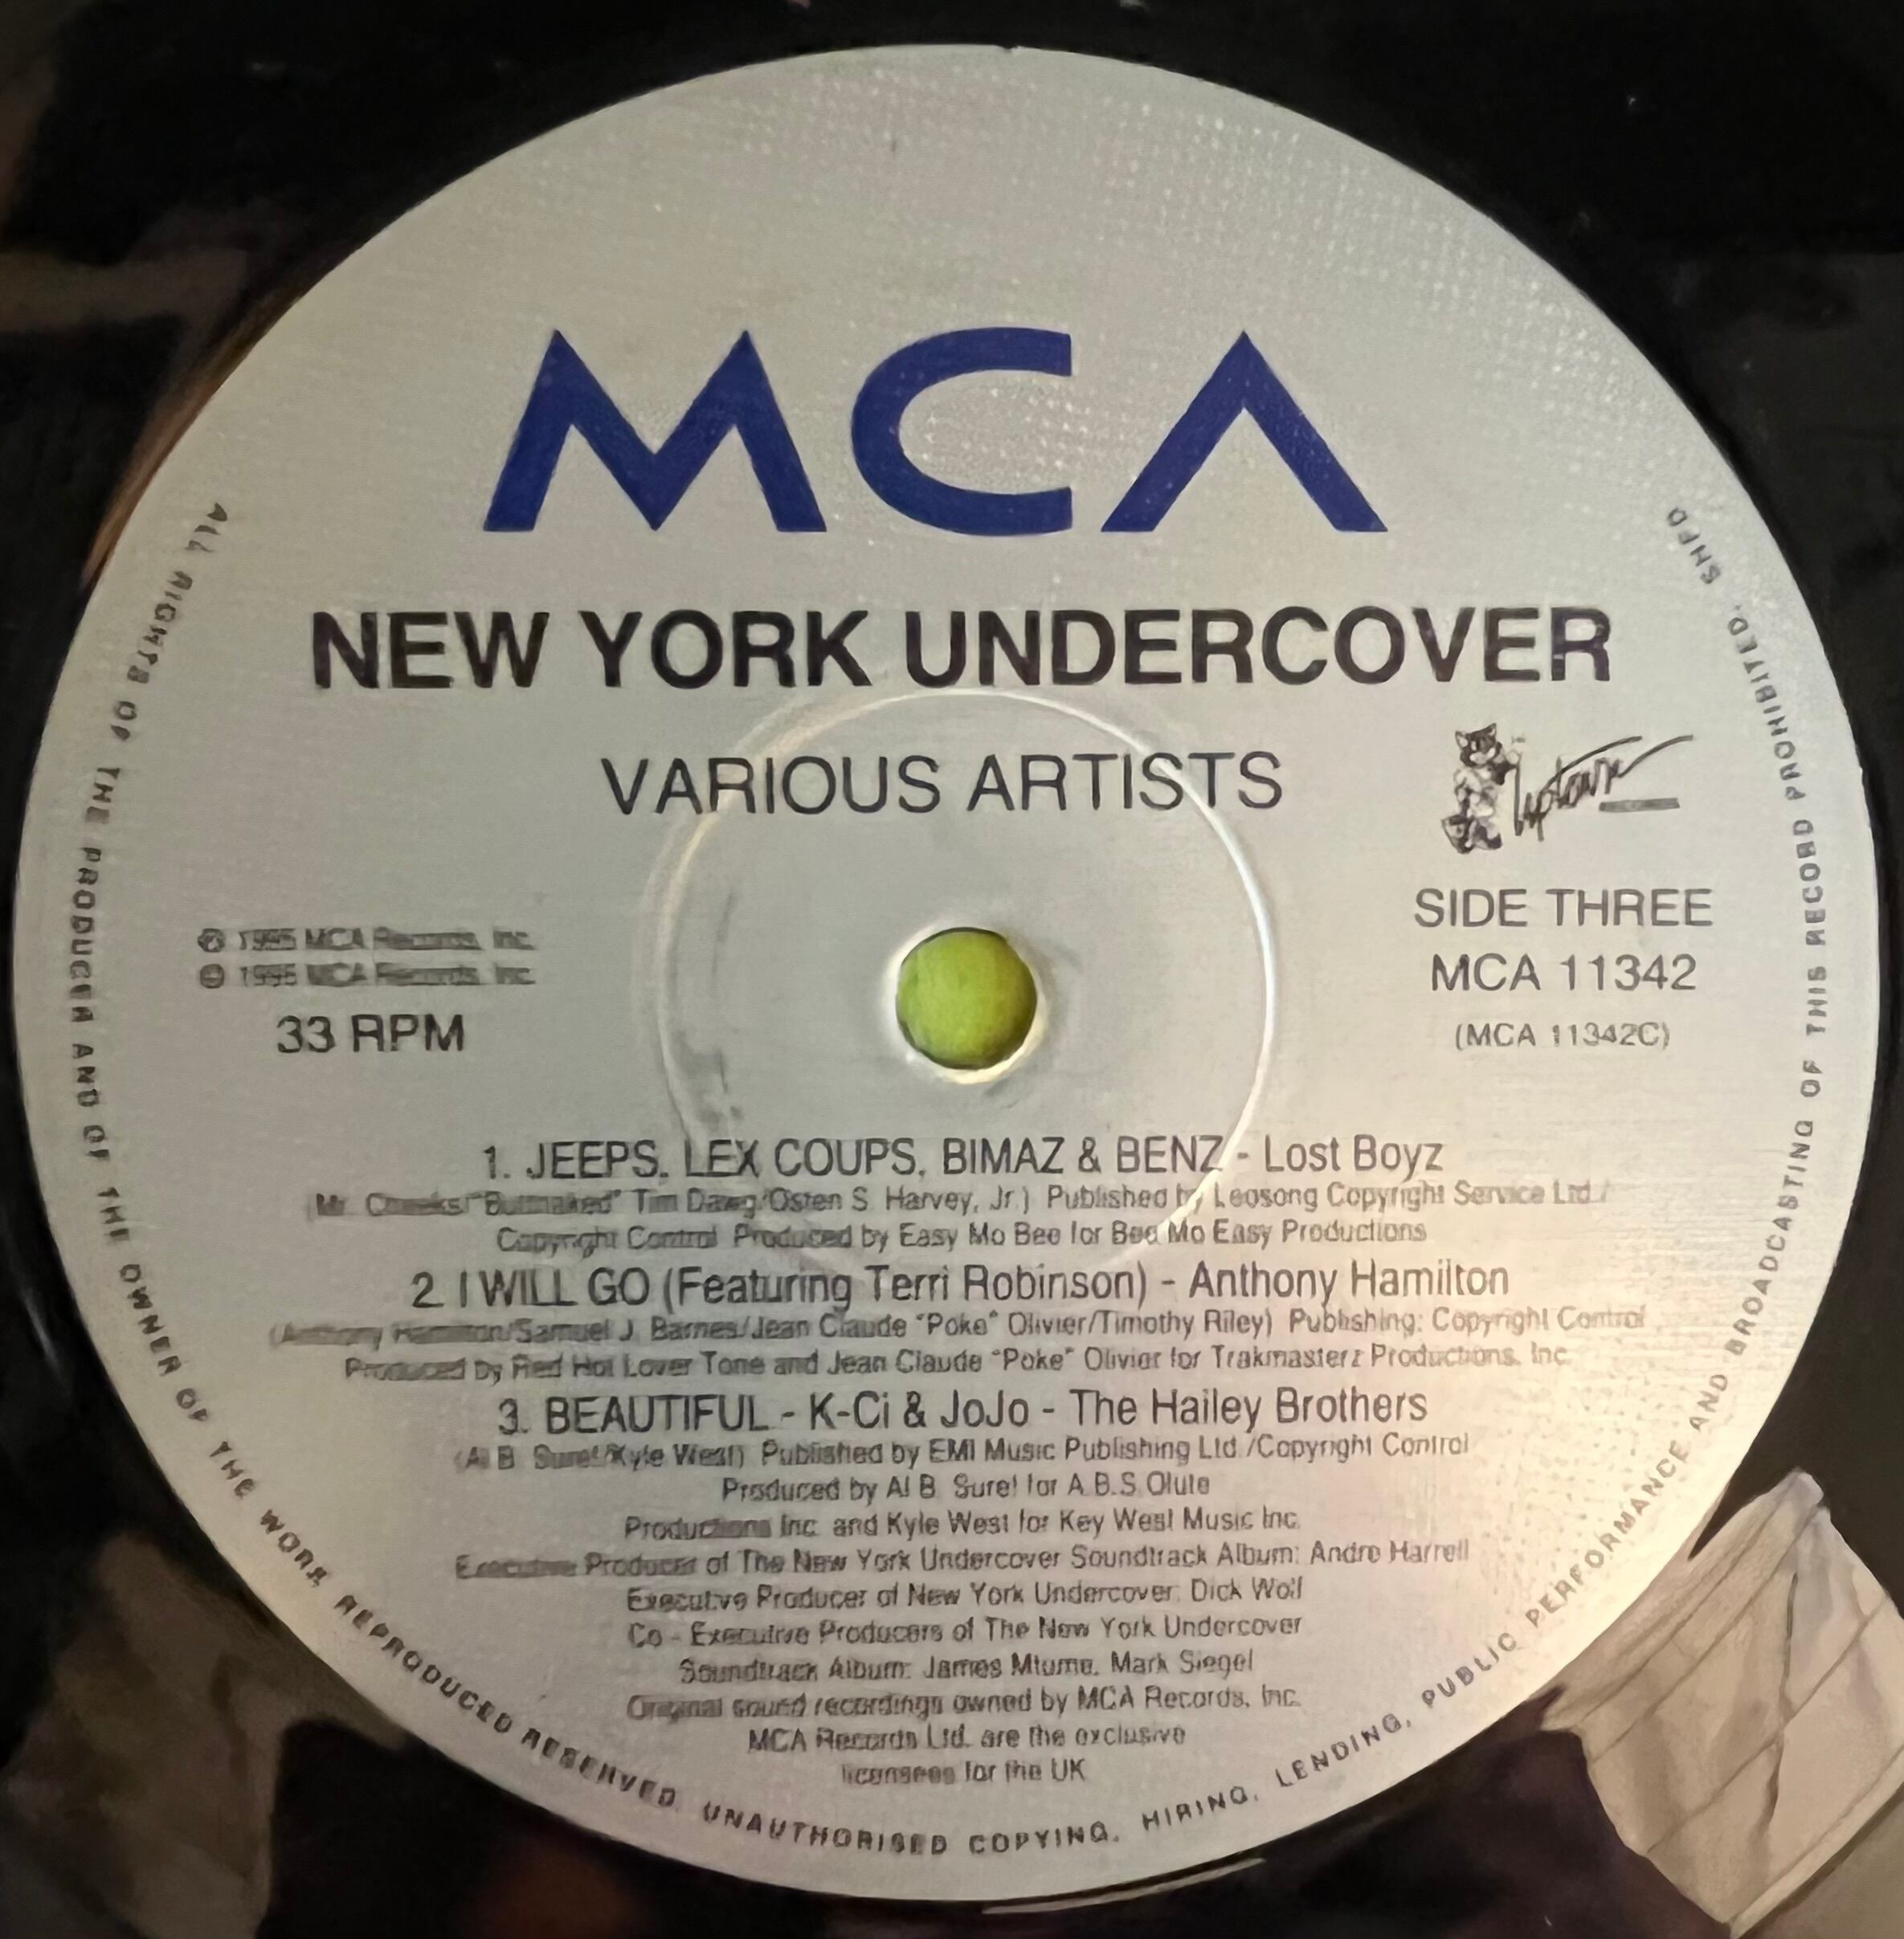 MCA
NEW YORK UNDERCOVER
VARIOUS ARTISTS
Uptown
℗ 1995 MCA Records, Inc.
© 1995 MCA Records, Inc.
33 RPM
SIDE THREE
MCA 11342
(MCA 11342C)
1. JEEPS, LEX COUPS, BIMAZ & BENZ - Lost Boyz
(Mr. Cheeks/"Buttnaked" Tim Dawg/Osten S. Harvey, Jr.) Published by Leosong Copyright Service Ltd./
Copyright Control Produced by Easy Mo Bee for Bee Mo Easy Productions
2. I WILL GO (Featuring Terri Robinson) - Anthony Hamilton
(Anthony Hamilton/Samuel J. Barnes/Jean Claude "Poke" Olivier/Timothy Riley) Publishing: Copyright Control
Produced by Red Hot Lover Tone and Jean Claude "Poke" Olivier for Trakmasterz Productions, Inc.
3. BEAUTIFUL - K-Ci & JoJo - The Hailey Brothers
(Al B. Sure!/Kyle West) Published by EMI Music Publishing Ltd./Copyright Control
Produced by Al B. Sure! for A.B.S. Olute
Productions Inc. and Kyle West for Key West Music Inc.
Executive Producer of The New York Undercover Soundtrack Album: Andre Harrell
Executive Producer of New York Undercover: Dick Wolf
Co - Executive Producers of The New York Undercover
Soundtrack Album: James Mtume, Mark Siegel
Original sound recordings owned by MCA Records, Inc.
MCA Records Ltd. are the exclusive
licensees for the UK
ALL RIGHTS OF THE PRODUCER AND OF THE OWNER OF THE WORK REPRODUCED RESERVED. UNAUTHORISED COPYING, HIRING, LENDING, PUBLIC PERFORMANCE AND BROADCASTING OF THIS RECORD PROHIBITED. SHFD